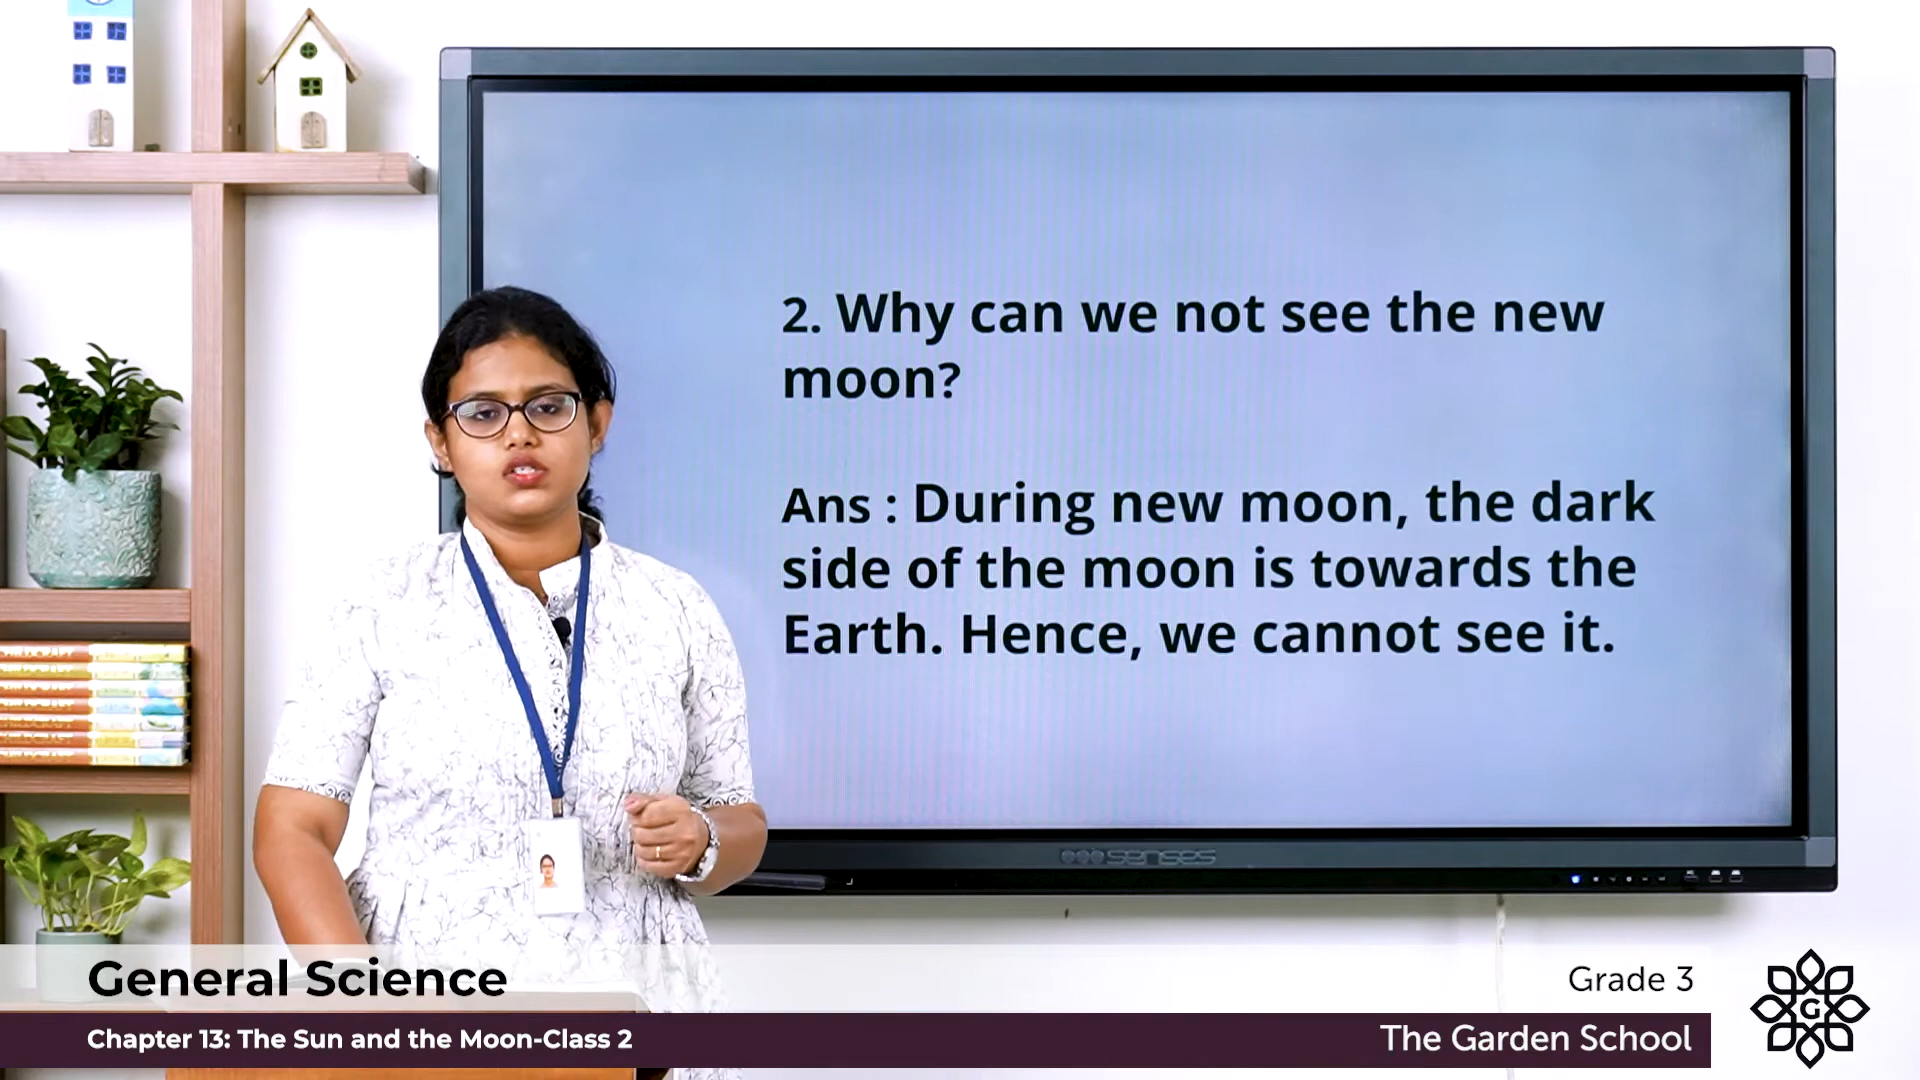 2. Why can we not see the new
moon?
Ans : During new moon, the dark
side of the moon is towards the
Earth. Hence, we cannot see it.
senses
General Science
Grade 3
Chapter 13: The Sun and the Moon-Class 2
The Garden School
G